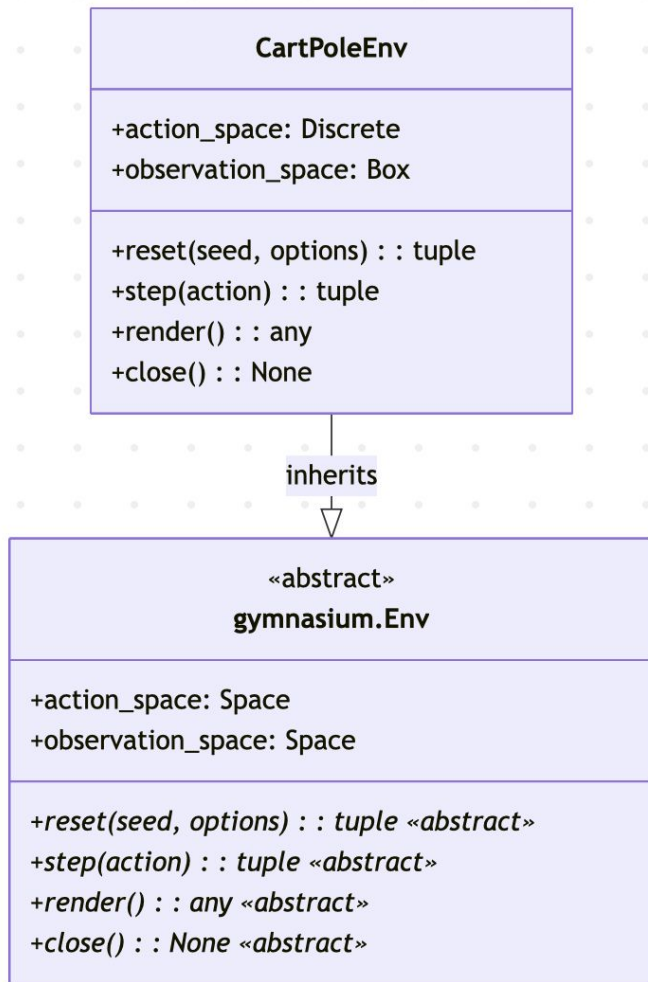 CartPoleEnv
+action_space: Discrete
+observation_space: Box
+reset(seed, options) : : tuple
+step(action) : : tuple
+render() : : any
+close() : : None
inherits
«abstract»
gymnasium.Env
+action_space: Space
+observation_space: Space
+reset(seed, options) : : tuple «abstract»
+step(action) : : tuple «abstract»
+render() : : any «abstract»
+close() : : None «abstract»